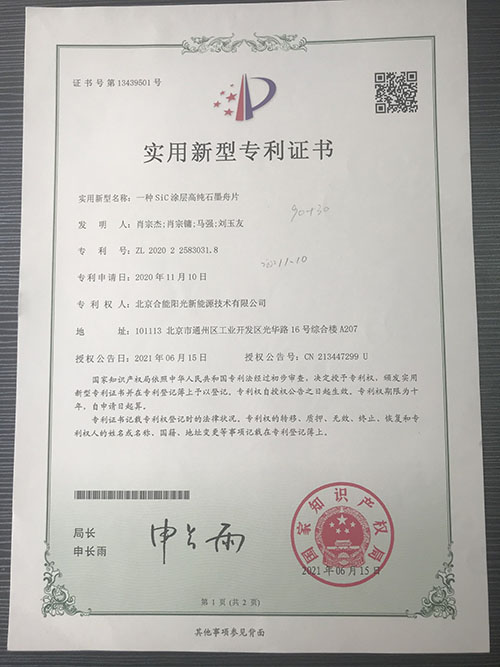 证书号第13439501号
实用新型专利证书
实用新型名称：一种SiC涂层高纯石墨舟片
发明人：肖宗杰;肖宗镛;马强;刘玉友
专利号：ZL 2020 2 2583031.8
专利申请日：2020年11月10日
专利权人：北京合能阳光新能源技术有限公司
地址：101113 北京市通州区工业开发区光华路16号综合楼A207
授权公告日：2021年06月15日 授权公告号：CN 213447299 U
国家知识产权局依照中华人民共和国专利法经过初步审查，决定授予专利权，颁发实用
新型专利证书并在专利登记簿上予以登记。专利权自授权公告之日起生效。专利权期限为十
年，自申请日起算。
专利证书记载专利权登记时的法律状况。专利权的转移、质押、无效、终止、恢复和专
利权人的姓名或名称、国籍、地址变更等事项记载在专利登记簿上。
局长
申长雨
申长雨
国家知识产权局
2021年06月15日
第1页(共2页)
其他事项参见背面